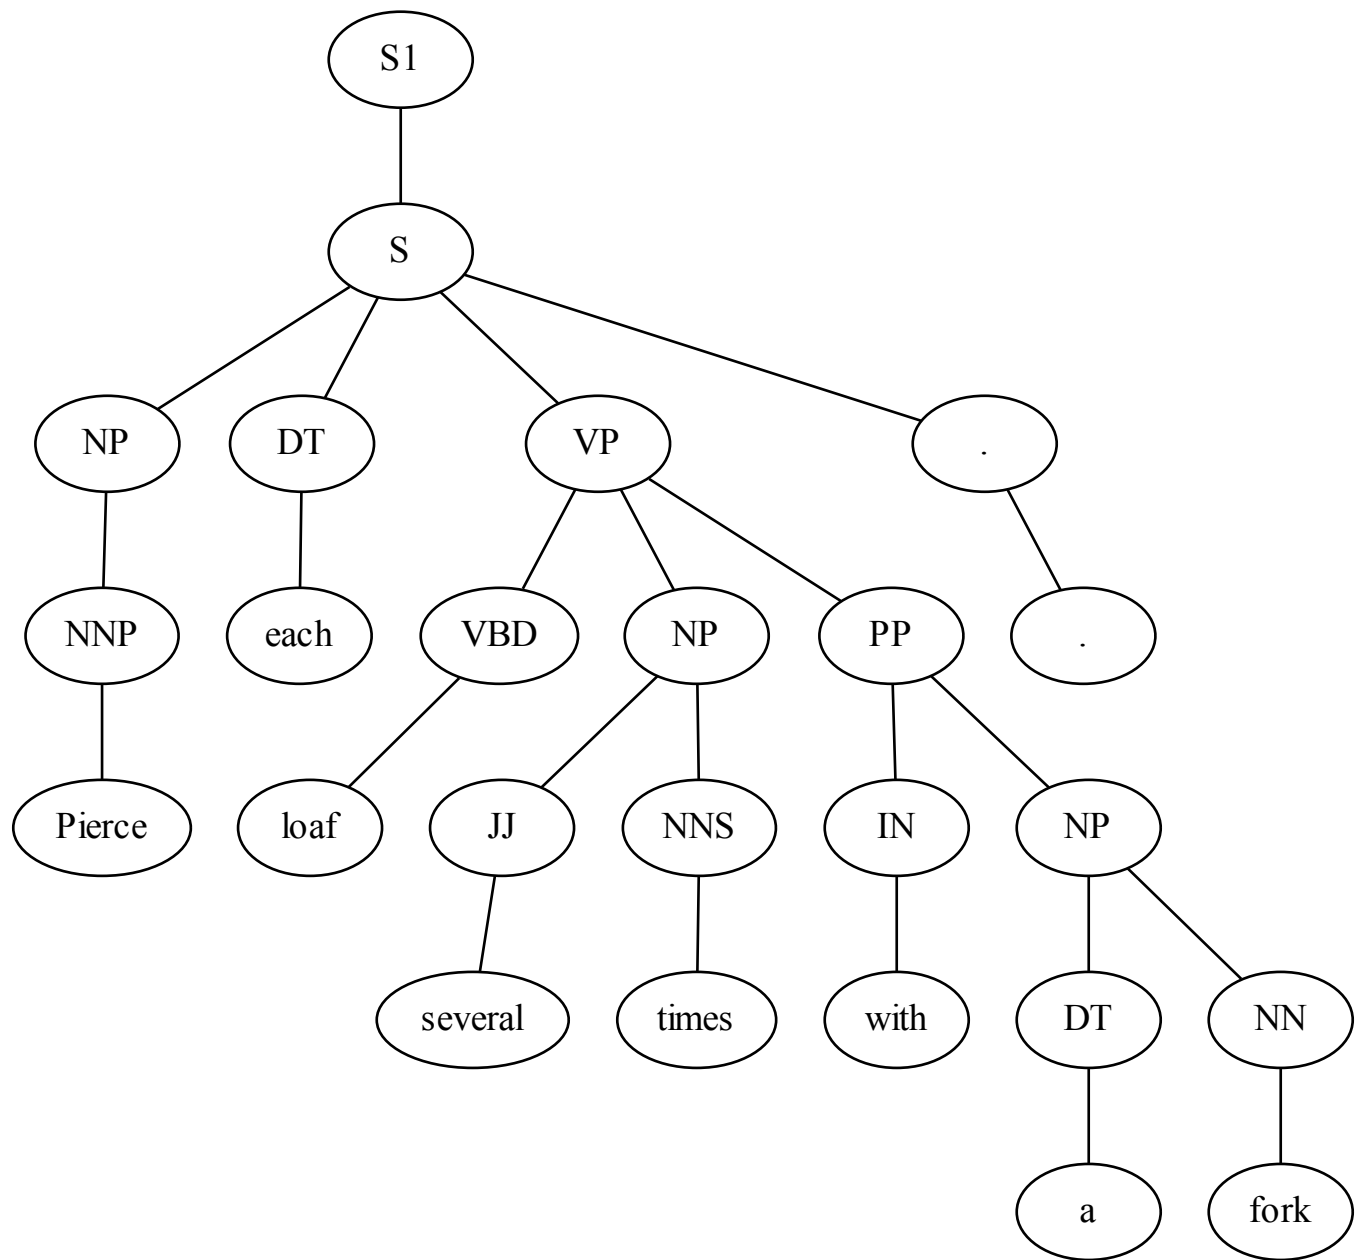 S1
S
NP DT VP .
NNP each VBD NP PP .
Pierce loaf JJ NNS IN NP
several times with DT NN
a fork